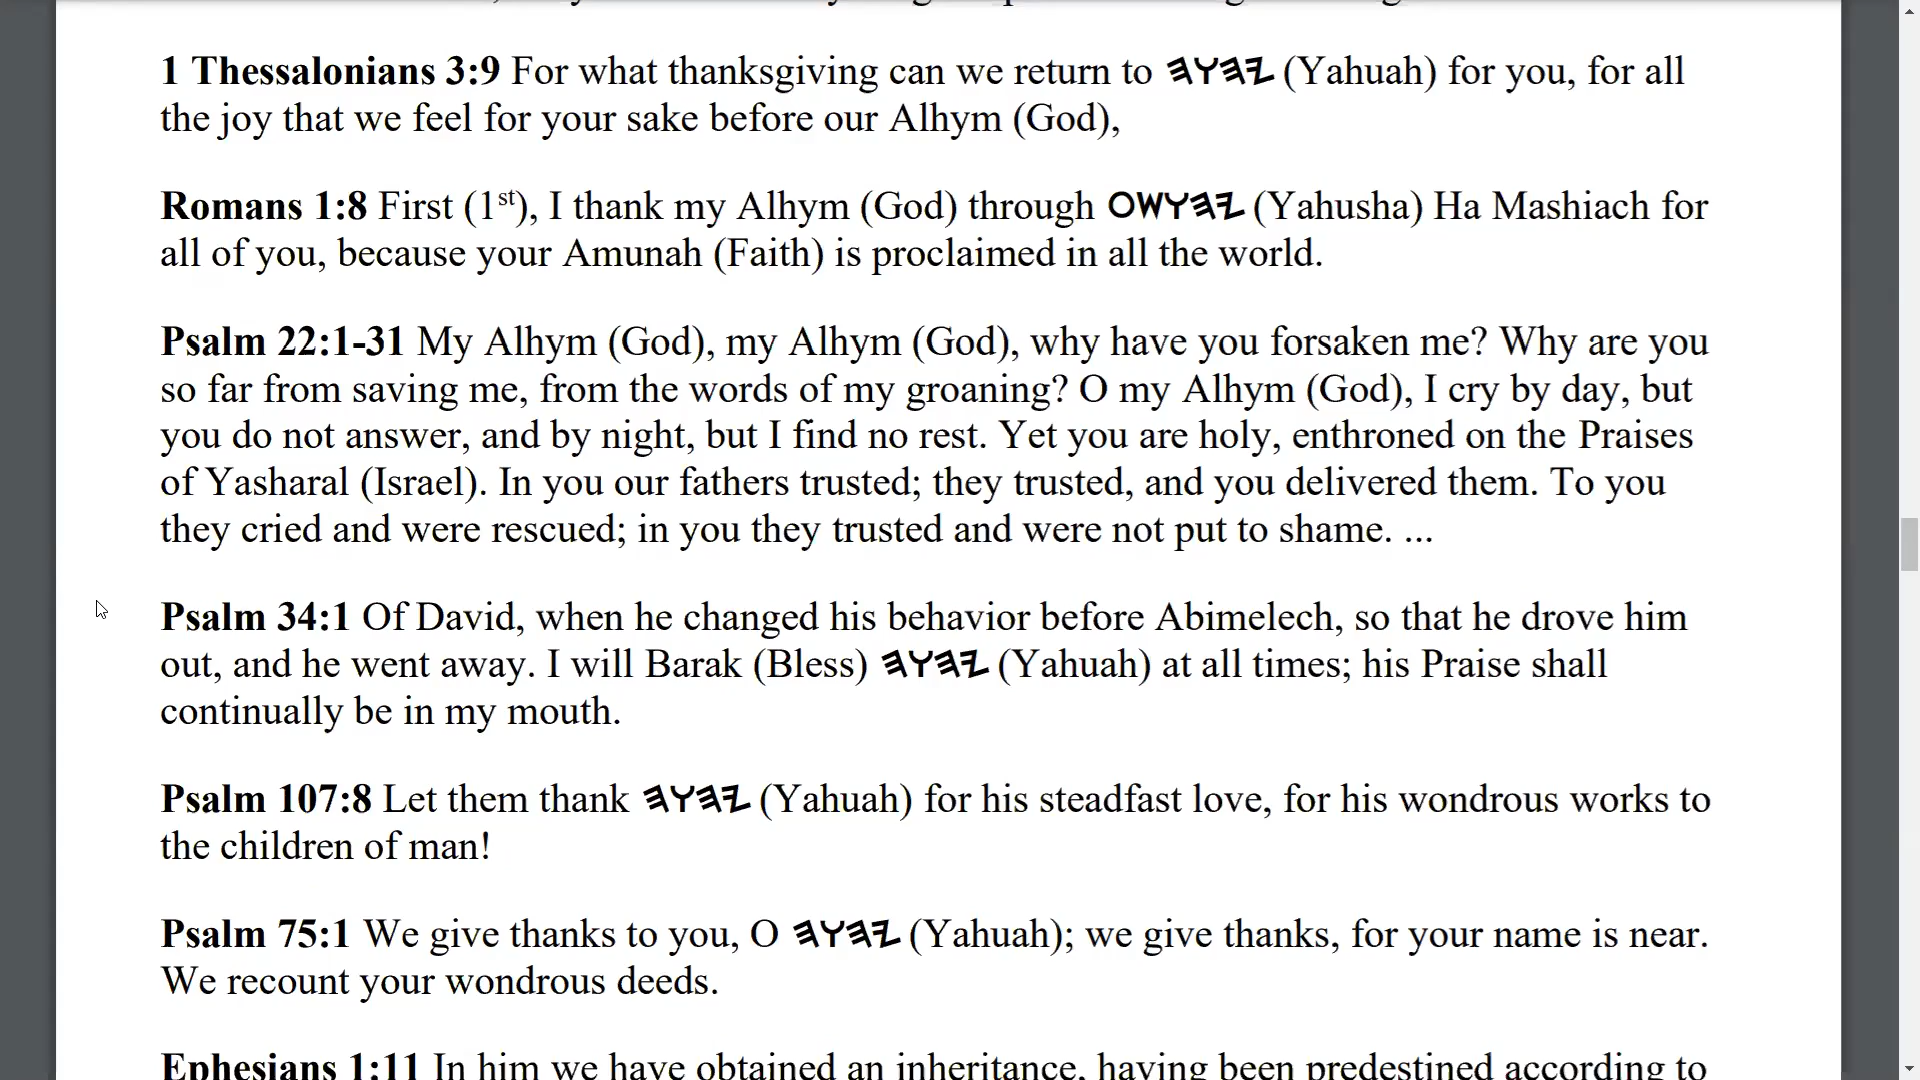 1 Thessalonians 3:9 For what thanksgiving can we return to 𐤉𐤄𐤅𐤄 (Yahuah) for you, for all
the joy that we feel for your sake before our Alhym (God),
Romans 1:8 First (1st), I thank my Alhym (God) through 𐤉𐤄𐤅𐤔𐤏 (Yahusha) Ha Mashiach for
all of you, because your Amunah (Faith) is proclaimed in all the world.
Psalm 22:1-31 My Alhym (God), my Alhym (God), why have you forsaken me? Why are you
so far from saving me, from the words of my groaning? O my Alhym (God), I cry by day, but
you do not answer, and by night, but I find no rest. Yet you are holy, enthroned on the Praises
of Yasharal (Israel). In you our fathers trusted; they trusted, and you delivered them. To you
they cried and were rescued; in you they trusted and were not put to shame. ...
Psalm 34:1 Of David, when he changed his behavior before Abimelech, so that he drove him
out, and he went away. I will Barak (Bless) 𐤉𐤄𐤅𐤄 (Yahuah) at all times; his Praise shall
continually be in my mouth.
Psalm 107:8 Let them thank 𐤉𐤄𐤅𐤄 (Yahuah) for his steadfast love, for his wondrous works to
the children of man!
Psalm 75:1 We give thanks to you, O 𐤉𐤄𐤅𐤄 (Yahuah); we give thanks, for your name is near.
We recount your wondrous deeds.
Ephesians 1:11 In him we have obtained an inheritance, having been predestined according to